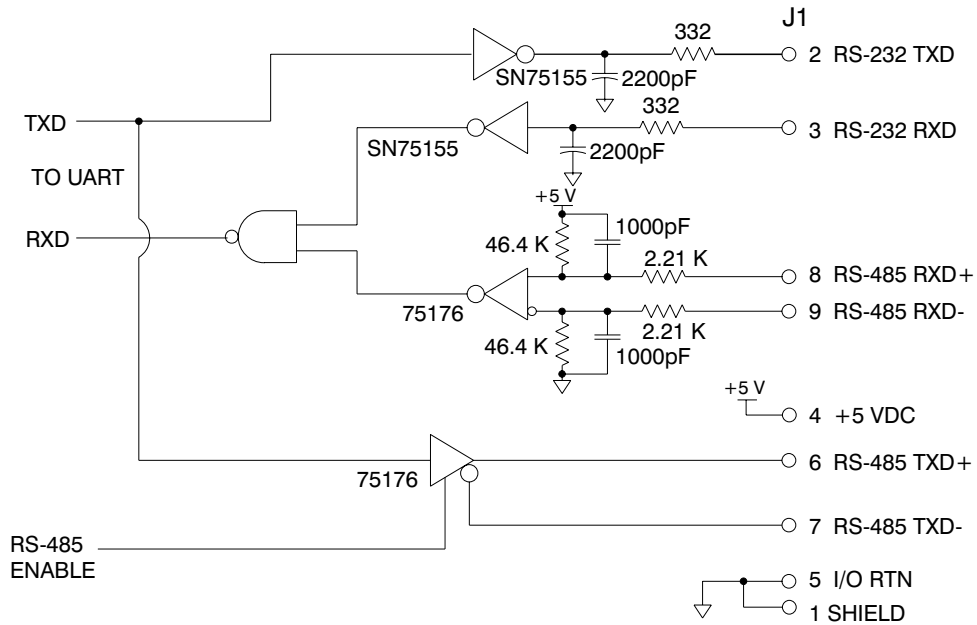 J1
332
2 RS-232 TXD
SN75155
2200pF
TXD
332
3 RS-232 RXD
SN75155
2200pF
TO UART
+5 V
1000pF
RXD
46.4 K
2.21 K
8 RS-485 RXD+
75176
9 RS-485 RXD-
2.21 K
46.4 K
1000pF
+5 V
4 +5 VDC
75176
6 RS-485 TXD+
7 RS-485 TXD-
RS-485
ENABLE
5 I/O RTN
1 SHIELD